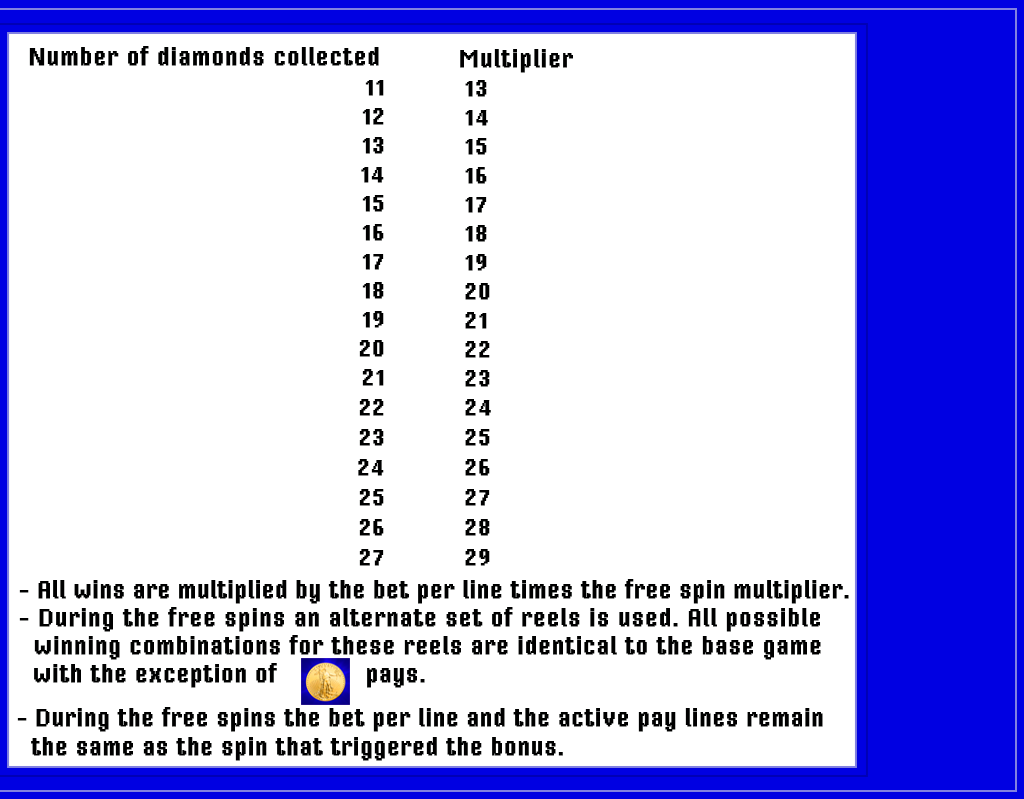 Number of diamonds collected Multiplier
11 13
12 14
13 15
14 16
15 17
16 18
17 19
18 20
19 21
20 22
21 23
22 24
23 25
24 26
25 27
26 28
27 29
- All wins are multiplied by the bet per line times the free spin multiplier.
- During the free spins an alternate set of reels is used. All possible
winning combinations for these reels are identical to the base game
with the exception of pays.
- During the free spins the bet per line and the active pay lines remain
the same as the spin that triggered the bonus.